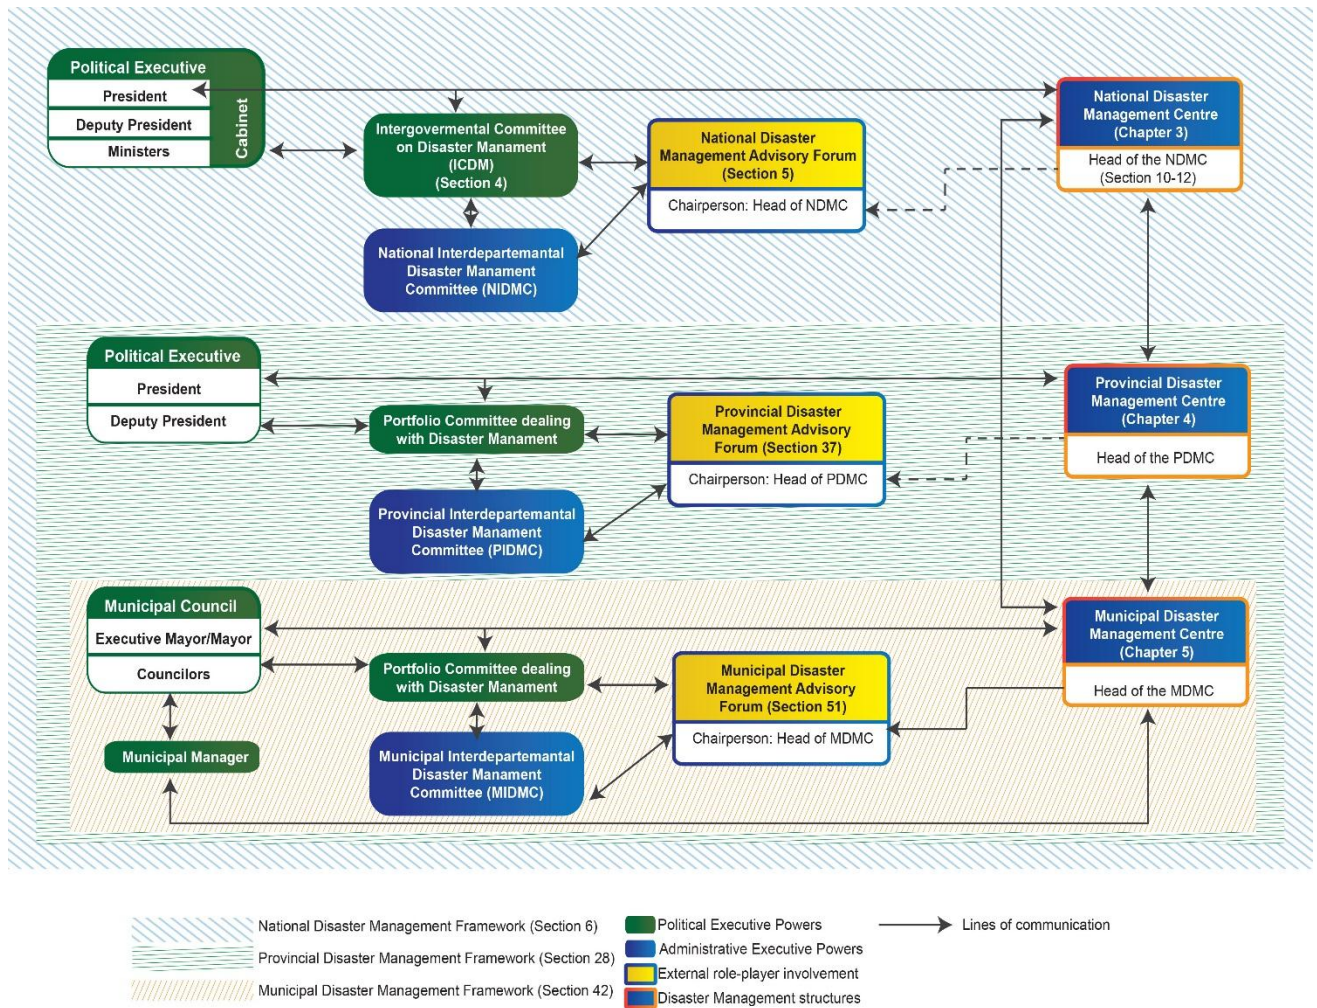 Political Executive
President
Deputy President
Ministers
Cabinet
Intergovermental Committee
on Disaster Manament
(ICDM)
(Section 4)
National Disaster
Management Advisory Forum
(Section 5)
Chairperson: Head of NDMC
National Disaster
Management Centre
(Chapter 3)
Head of the NDMC
(Section 10-12)
National Interdepartemantal
Disaster Manament
Committee (NIDMC)
Political Executive
President
Deputy President
Portfolio Committee dealing
with Disaster Manament
Provincial Disaster
Management Advisory
Forum (Section 37)
Chairperson: Head of PDMC
Provincial Disaster
Management Centre
(Chapter 4)
Head of the PDMC
Provincial Interdepartemantal
Disaster Manament
Committee (PIDMC)
Municipal Council
Executive Mayor/Mayor
Councilors
Municipal Manager
Portfolio Committee dealing
with Disaster Manament
Municipal Disaster
Management Advisory
Forum (Section 51)
Chairperson: Head of MDMC
Municipal Disaster
Management Centre
(Chapter 5)
Head of the MDMC
Municipal Interdepartemantal
Disaster Manament
Committee (MIDMC)
National Disaster Management Framework (Section 6)
Provincial Disaster Management Framework (Section 28)
Municipal Disaster Management Framework (Section 42)
Political Executive Powers
Administrative Executive Powers
External role-player involvement
Disaster Management structures
Lines of communication